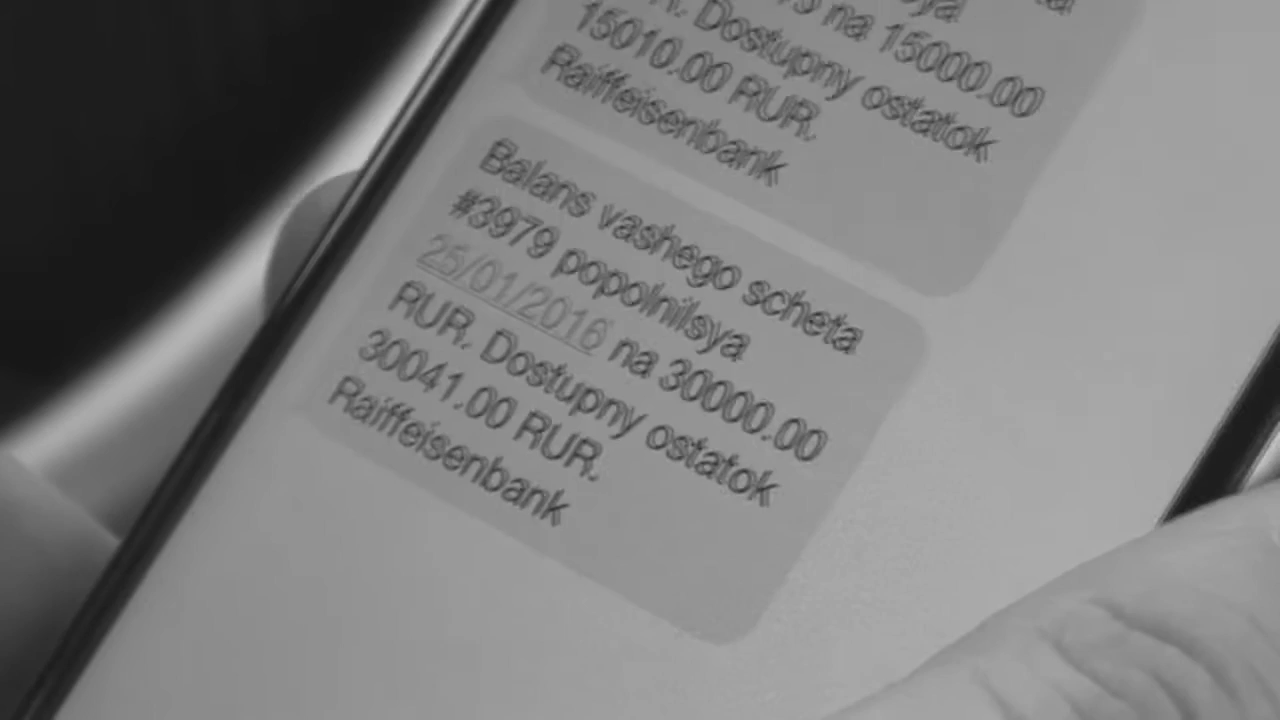 na 15000.00
R. Dostupny ostatok
15010.00 RUR.
Raiffeisenbank
Balans vashego scheta
#3979 popolnilsya
25/01/2016 na 30000.00
RUR. Dostupny ostatok
30041.00 RUR.
Raiffeisenbank